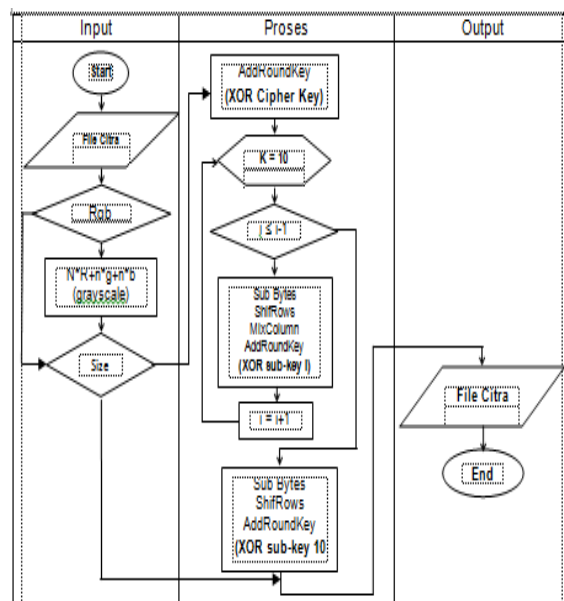 Input
Proses
Output
Start
File Citra
Rgb
N*R+n*g+n*b
(grayscale)
Size
AddRoundKey
(XOR Cipher Key)
K = 10
j ≤ i-1
Sub Bytes
ShifRows
MixColumn
AddRoundKey
(XOR sub-key I)
i = i+1
Sub Bytes
ShifRows
AddRoundKey
(XOR sub-key 10
File Citra
End